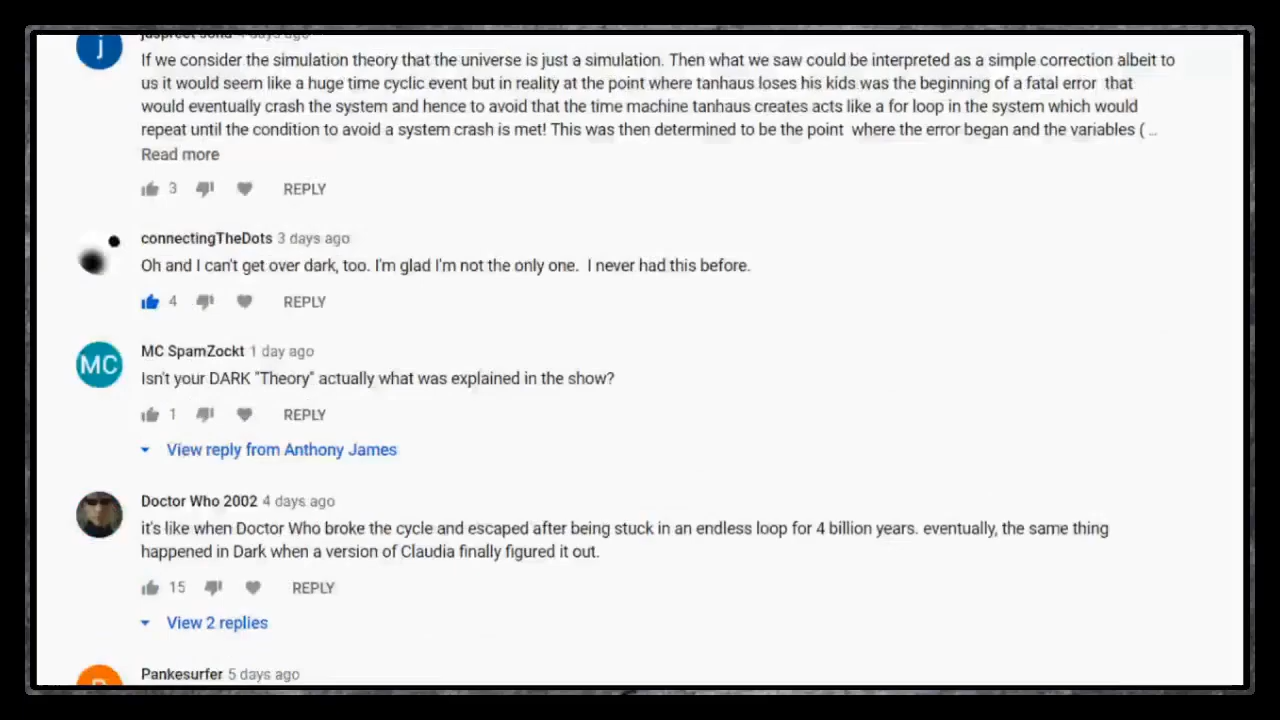 j
4 days ago
If we consider the simulation theory that the universe is just a simulation. Then what we saw could be interpreted as a simple correction albeit to
us it would seem like a huge time cyclic event but in reality at the point where tanhaus loses his kids was the beginning of a fatal error that
would eventually crash the system and hence to avoid that the time machine tanhaus creates acts like a for loop in the system which would
repeat until the condition to avoid a system crash is met! This was then determined to be the point where the error began and the variables ( ...
Read more
3 REPLY
connectingTheDots 3 days ago
Oh and I can't get over dark, too. I'm glad I'm not the only one. I never had this before.
4 REPLY
MC
MC SpamZockt 1 day ago
Isn't your DARK "Theory" actually what was explained in the show?
1 REPLY
View reply from Anthony James
Doctor Who 2002 4 days ago
it's like when Doctor Who broke the cycle and escaped after being stuck in an endless loop for 4 billion years. eventually, the same thing
happened in Dark when a version of Claudia finally figured it out.
15 REPLY
View 2 replies
Pankesurfer 5 days ago